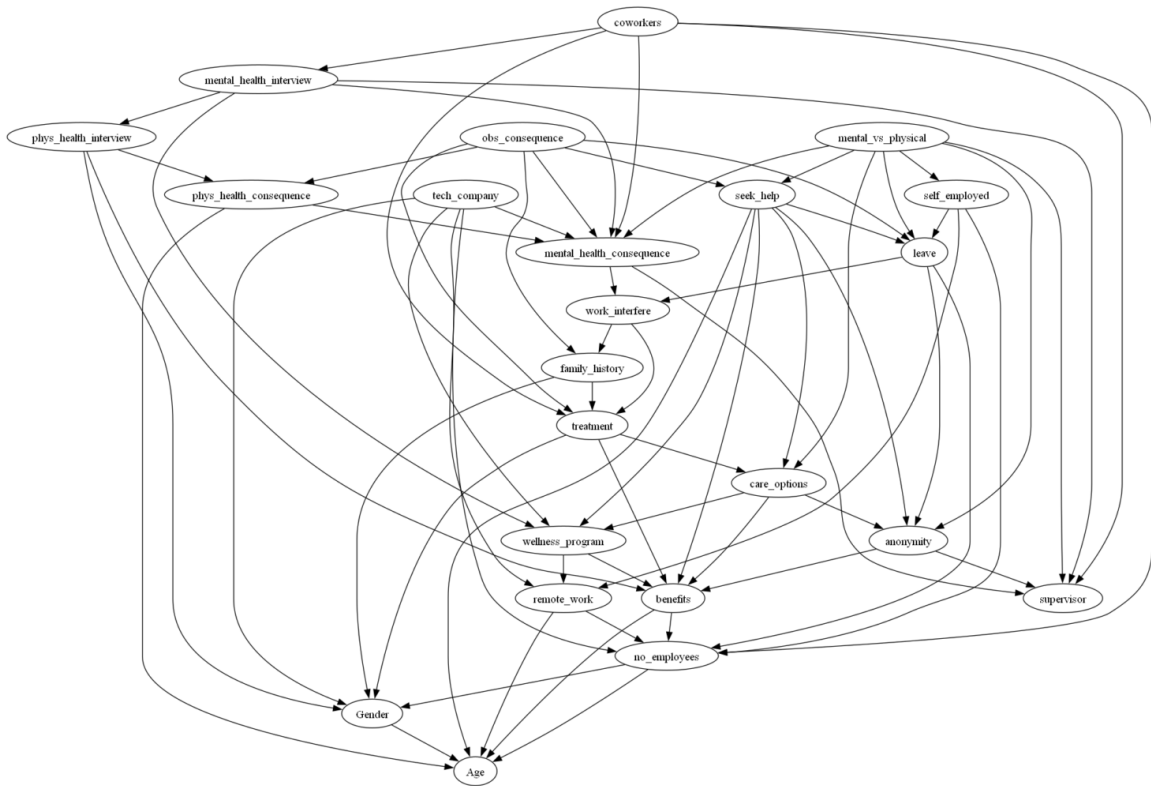 coworkers
mental_health_interview
phys_health_interview
obs_consequence
mental_vs_physical
phys_health_consequence
tech_company
seek_help
self_employed
mental_health_consequence
leave
work_interfere
family_history
treatment
care_options
wellness_program
anonymity
remote_work
benefits
supervisor
no_employees
Gender
Age